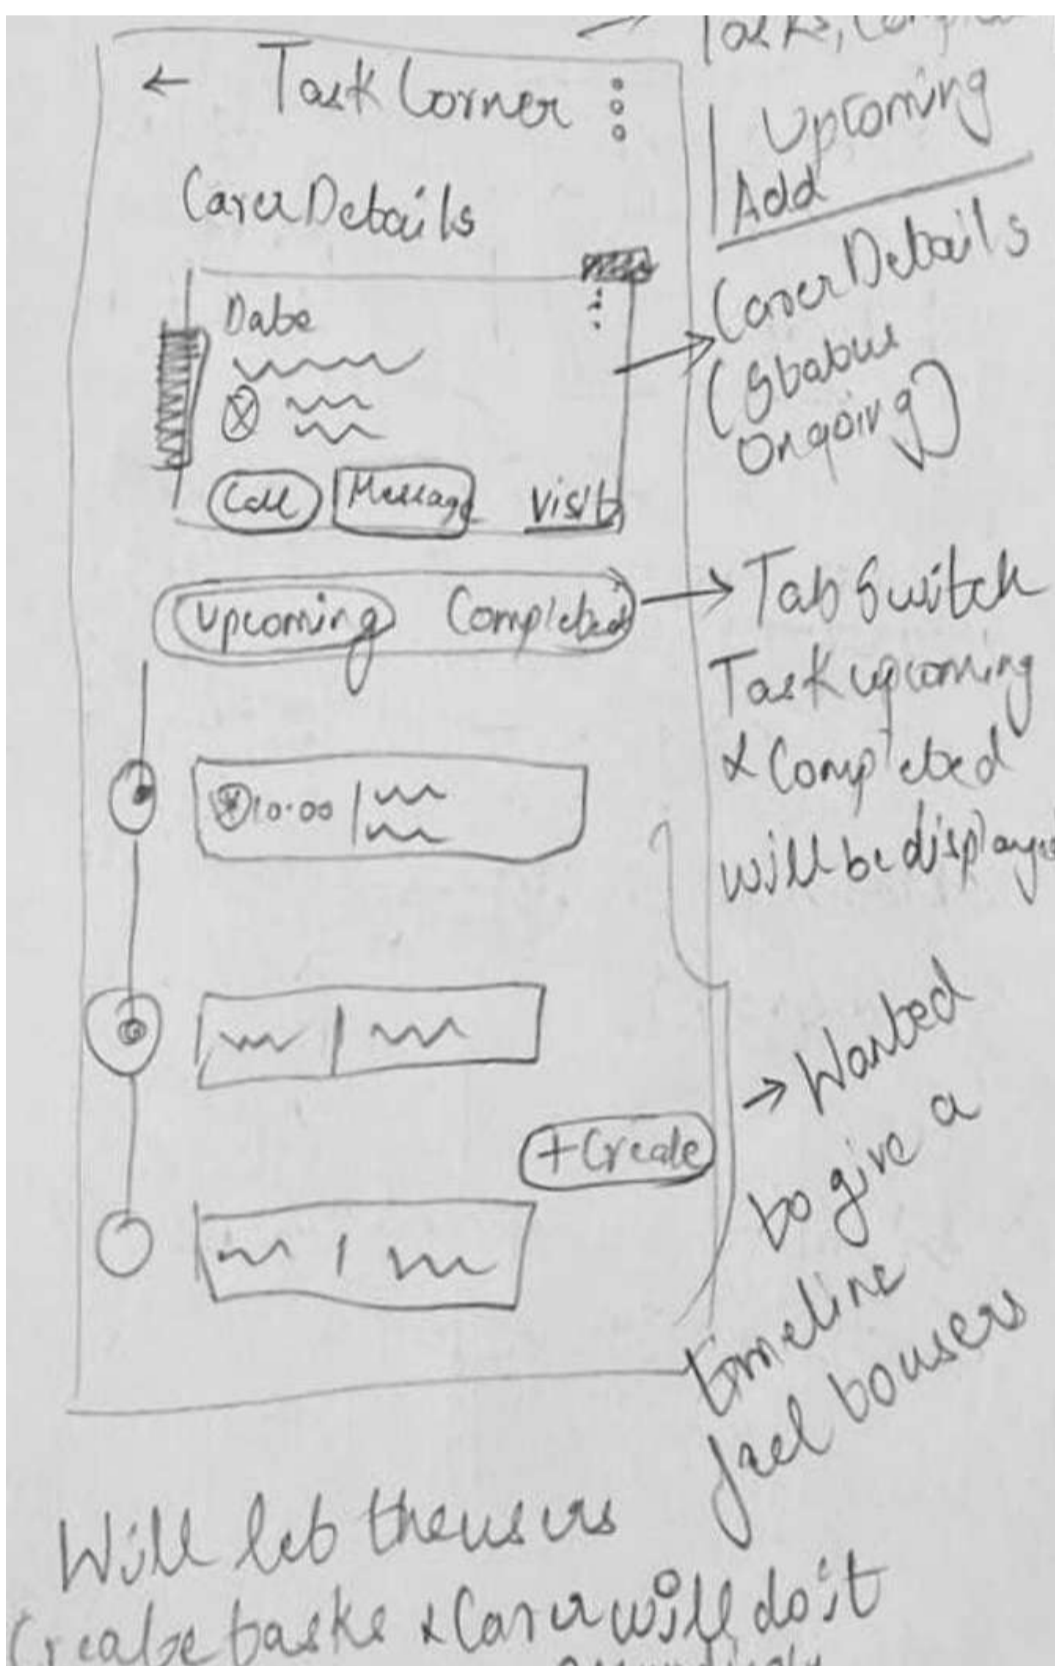 Tasks,
Upcoming
Add
← Task Corner
Carer Details
Date
Call Message Visit
Carer Details
(Status
Ongoing)
Upcoming Completed
→ Tab Switch
Task upcoming
& Completed
will be displayed
10.00
+ Create
→ Wanted
to give a
timeline
feel to users
Will let the users
Create tasks & Carer will do it